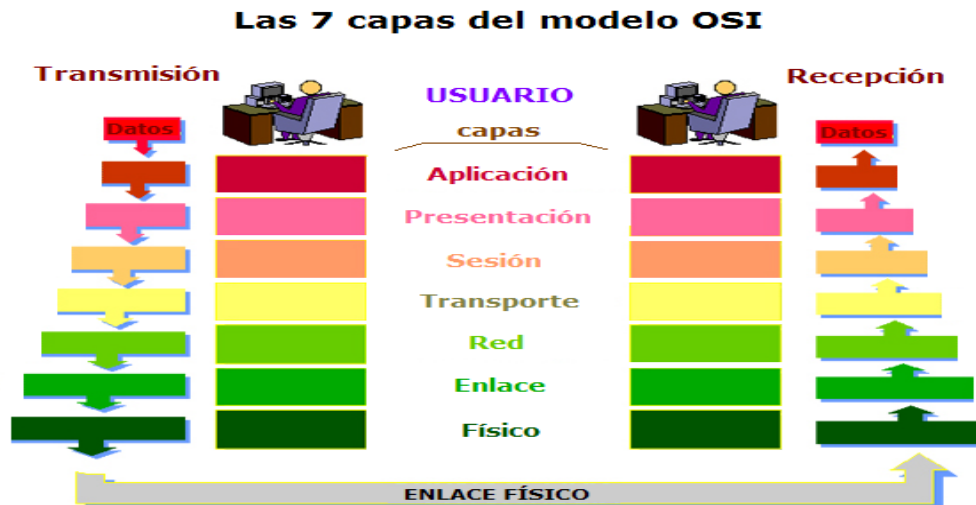 Las 7 capas del modelo OSI
Transmisión
Recepción
USUARIO
capas
Datos
Datos
Aplicación
Presentación
Sesión
Transporte
Red
Enlace
Físico
ENLACE FÍSICO